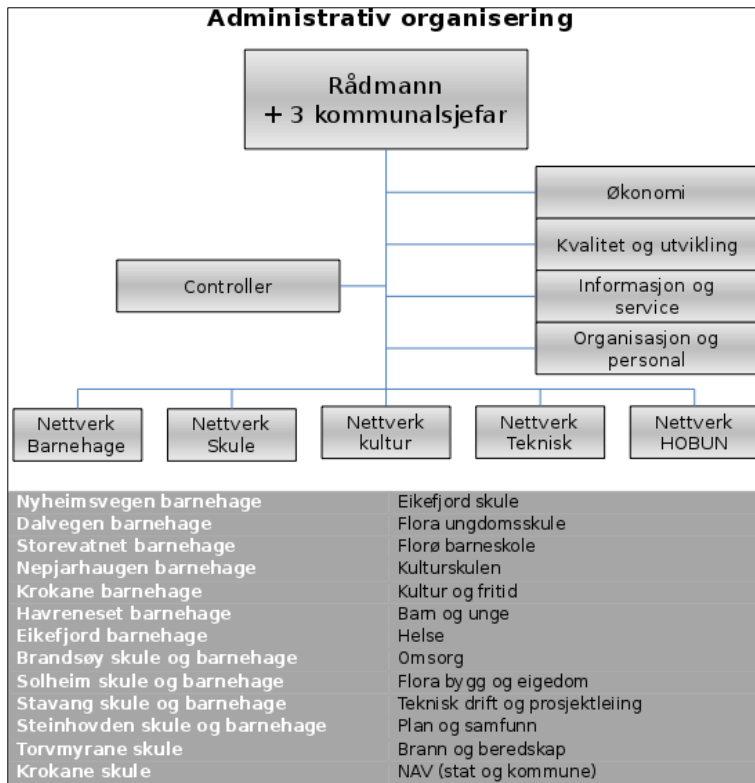 Administrativ organisering
Rådmann
+ 3 kommunalsjefar
Økonomi
Kvalitet og utvikling
Controller
Informasjon og
service
Organisasjon og
personal
Nettverk
Barnehage
Nettverk
Skule
Nettverk
kultur
Nettverk
Teknisk
Nettverk
HOBUN
Nyheimsvegen barnehage
Dalvegen barnehage
Storevatnet barnehage
Nepjarhaugen barnehage
Krokane barnehage
Havreneset barnehage
Eikefjord barnehage
Brandsøy skule og barnehage
Solheim skule og barnehage
Stavang skule og barnehage
Steinhovden skule og barnehage
Torvmyrane skule
Krokane skule
Eikefjord skule
Flora ungdomsskule
Florø barneskole
Kulturskulen
Kultur og fritid
Barn og unge
Helse
Omsorg
Flora bygg og eigedom
Teknisk drift og prosjektleiing
Plan og samfunn
Brann og beredskap
NAV (stat og kommune)